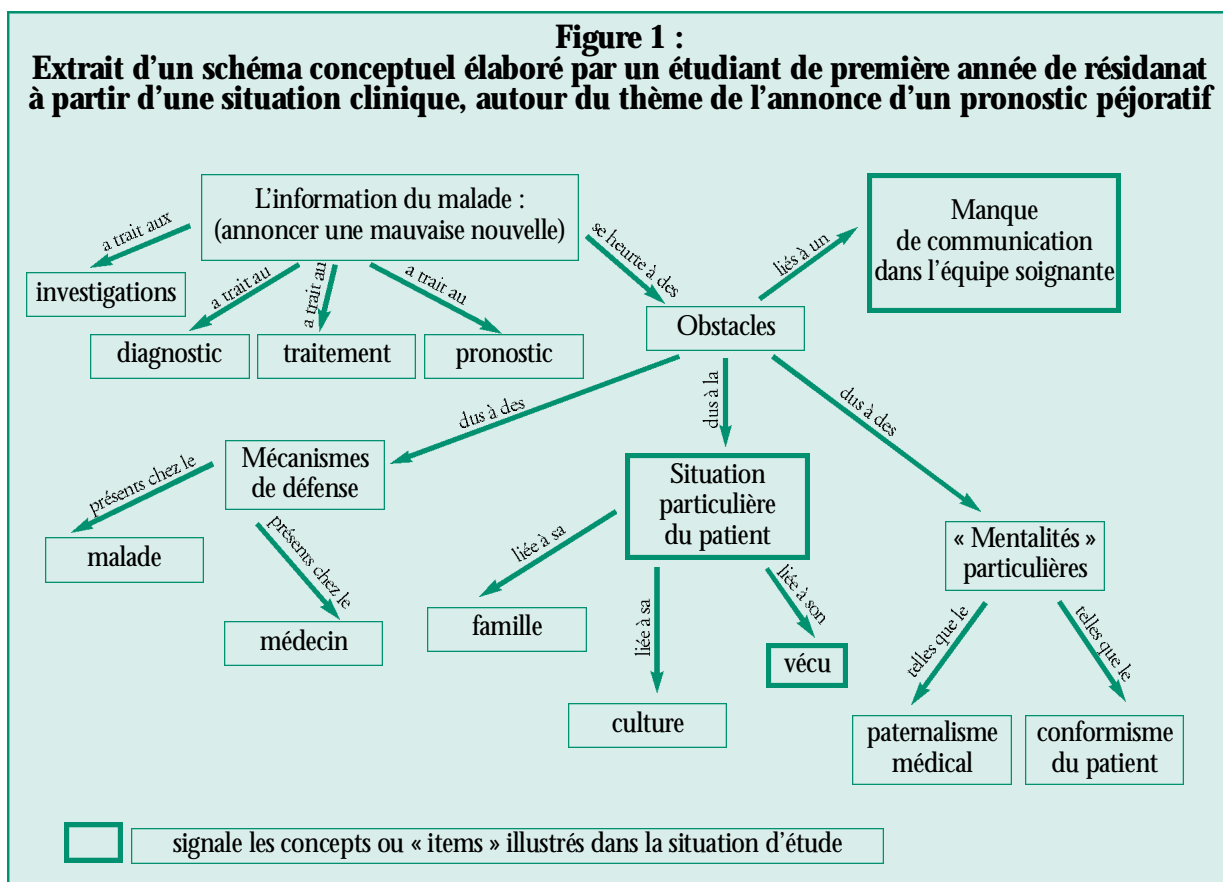 Figure 1 :
Extrait d’un schéma conceptuel élaboré par un étudiant de première année de résidanat
à partir d’une situation clinique, autour du thème de l’annonce d’un pronostic péjoratif
L’information du malade :
(annoncer une mauvaise nouvelle)
Manque
de communication
dans l’équipe soignante
a trait aux
se heurte à des
liés à un
investigations
a trait au
a trait au
a trait au
Obstacles
diagnostic
traitement
pronostic
dus à des
dus à la
dus à des
Mécanismes
de défense
Situation
particulière
du patient
« Mentalités »
particulières
présents chez le
présents chez le
malade
médecin
liée à sa
liée à sa
liée à son
famille
culture
vécu
telles que le
telles que le
paternalisme
médical
conformisme
du patient
signale les concepts ou « items » illustrés dans la situation d’étude